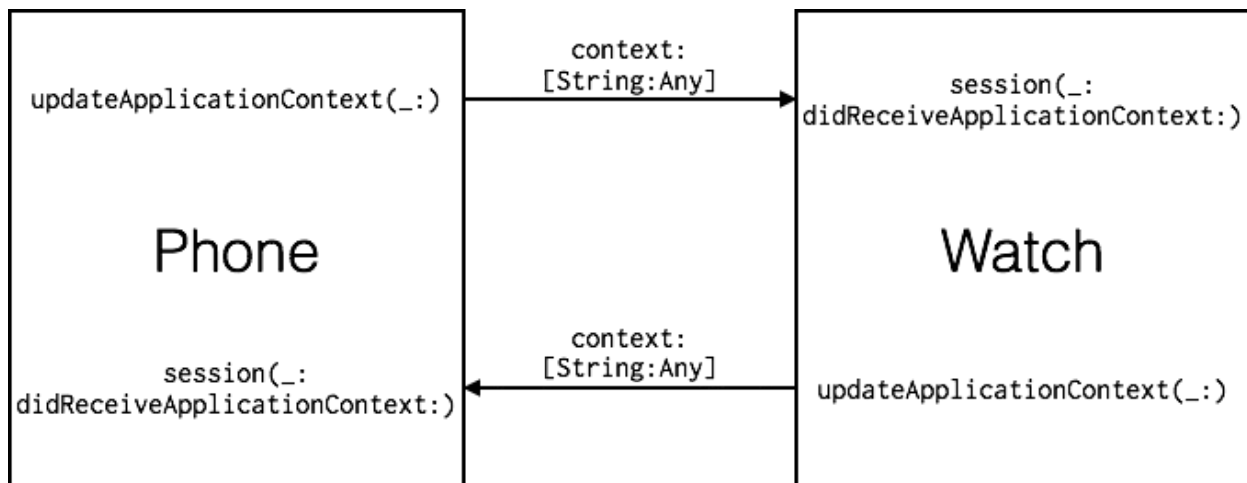 updateApplicationContext(_:)
Phone
session(_:
didReceiveApplicationContext:)
context:
[String:Any]
context:
[String:Any]
session(_:
didReceiveApplicationContext:)
Watch
updateApplicationContext(_:)